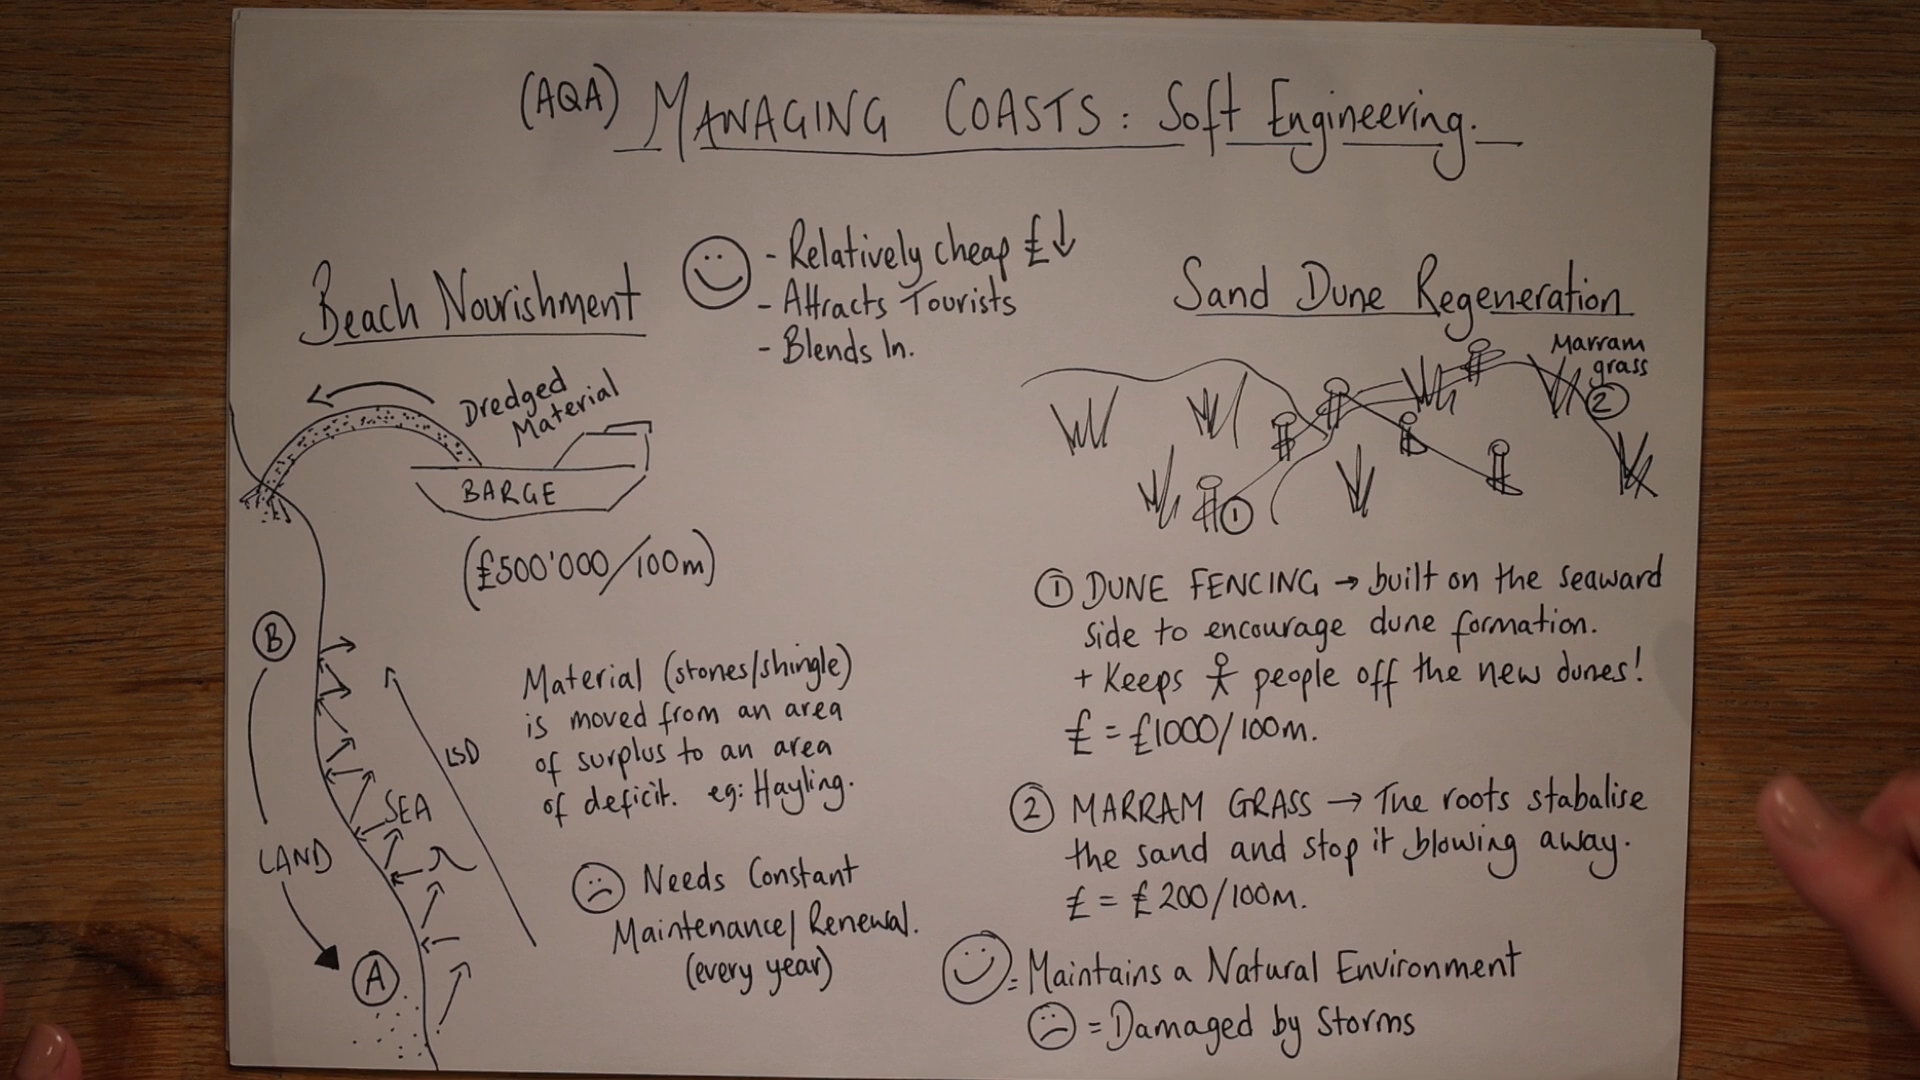 (AQA) MANAGING COASTS: Soft Engineering.
Beach Nourishment
- Relatively cheap £↓
- Attracts Tourists
- Blends In.
Dredged
Material
BARGE
(£500'000/100m)
B
LSD
SEA
LAND
A
Material (stones/shingle)
is moved from an area
of surplus to an area
of deficit. eg: Hayling.
Needs Constant
Maintenance/Renewal.
(every year)
Sand Dune Regeneration
Marram
grass
2
1
① DUNE FENCING → built on the seaward
side to encourage dune formation.
+ Keeps people off the new dunes!
£ = £1000/100m.
② MARRAM GRASS → The roots stabalise
the sand and stop it blowing away.
£ = £200/100m.
= Maintains a Natural Environment
= Damaged by Storms